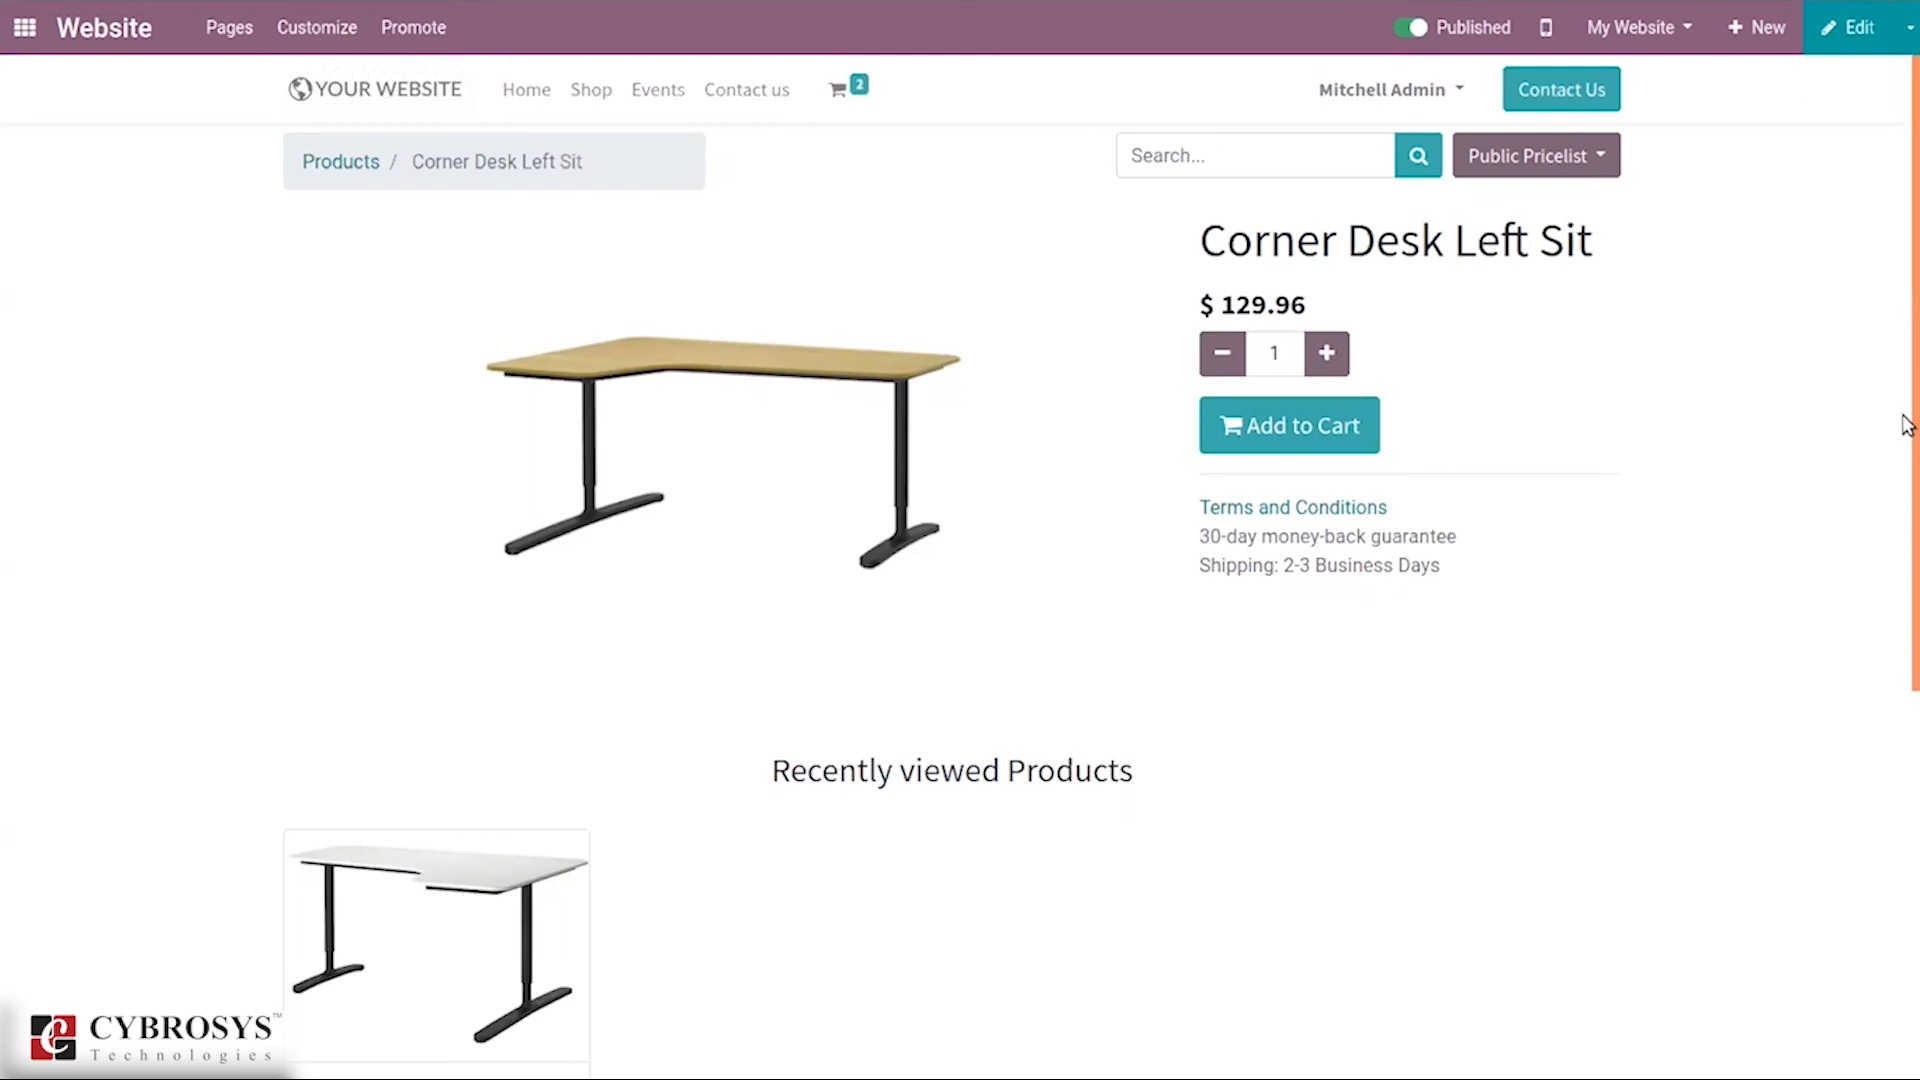 Website Pages Customize Promote Published My Website New Edit
YOUR WEBSITE Home Shop Events Contact us 2 Mitchell Admin Contact Us
Products / Corner Desk Left Sit Search... Public Pricelist
Corner Desk Left Sit
$ 129.96
1
Add to Cart
Terms and Conditions
30-day money-back guarantee
Shipping: 2-3 Business Days
Recently viewed Products
CYBROSYS™
Technologies